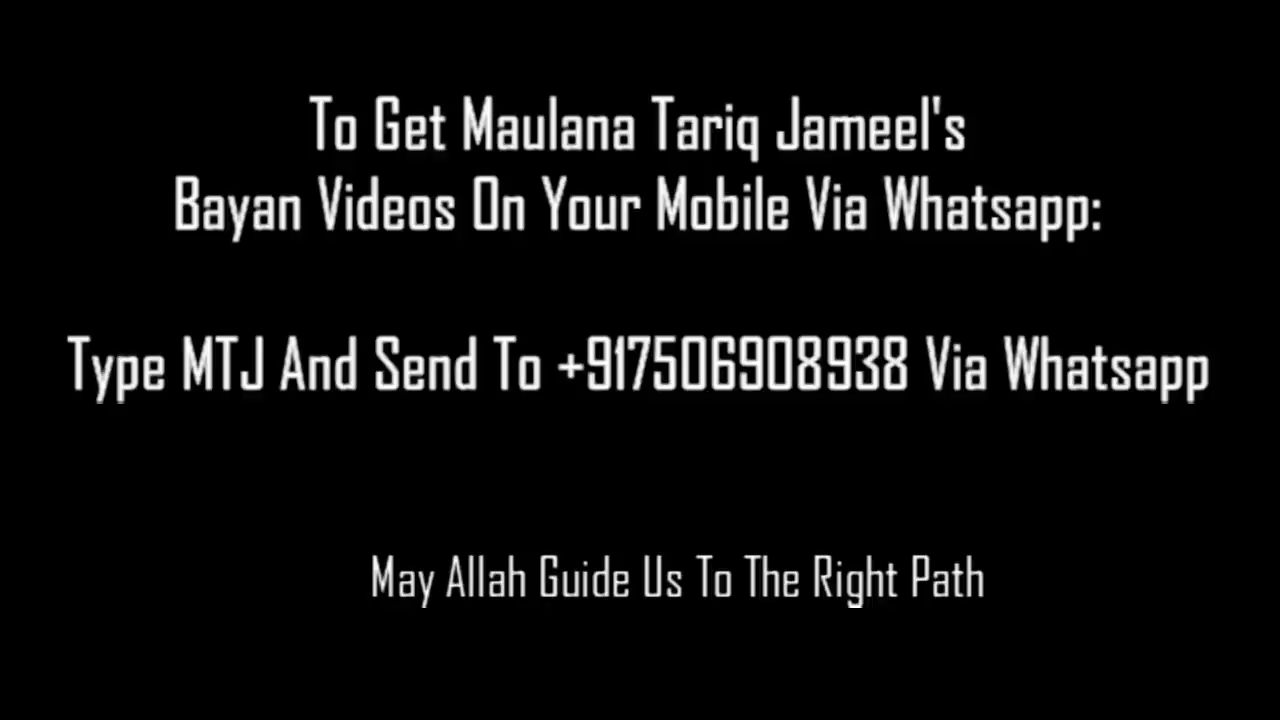 To Get Maulana Tariq Jameel's
Bayan Videos On Your Mobile Via Whatsapp:
Type MTJ And Send To +917506908938 Via Whatsapp
May Allah Guide Us To The Right Path